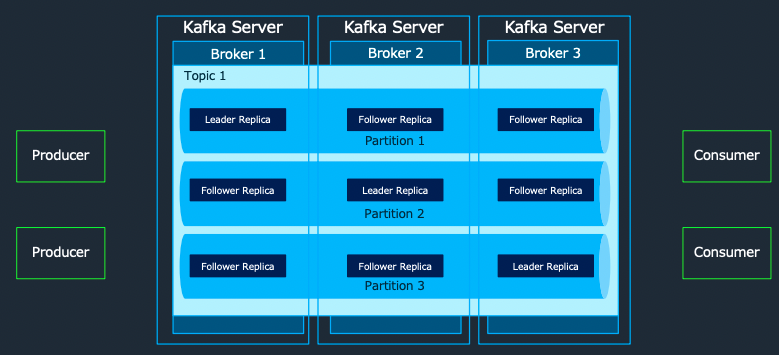 Kafka Server
Kafka Server
Kafka Server
Broker 1
Broker 2
Broker 3
Topic 1
Leader Replica
Follower Replica
Follower Replica
Partition 1
Producer
Consumer
Follower Replica
Leader Replica
Follower Replica
Partition 2
Producer
Consumer
Follower Replica
Follower Replica
Leader Replica
Partition 3